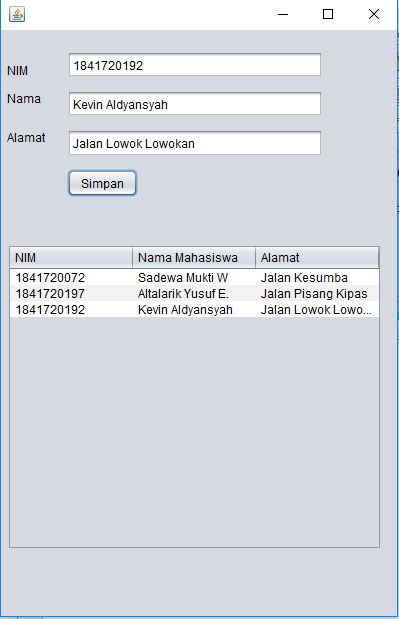 NIM 1841720192
Nama Kevin Aldyansyah
Alamat Jalan Lowok Lowokan
Simpan
NIM Nama Mahasiswa Alamat
1841720072 Sadewa Mukti W Jalan Kesumba
1841720197 Altalarik Yusuf E. Jalan Pisang Kipas
1841720192 Kevin Aldyansyah Jalan Lowok Lowo...